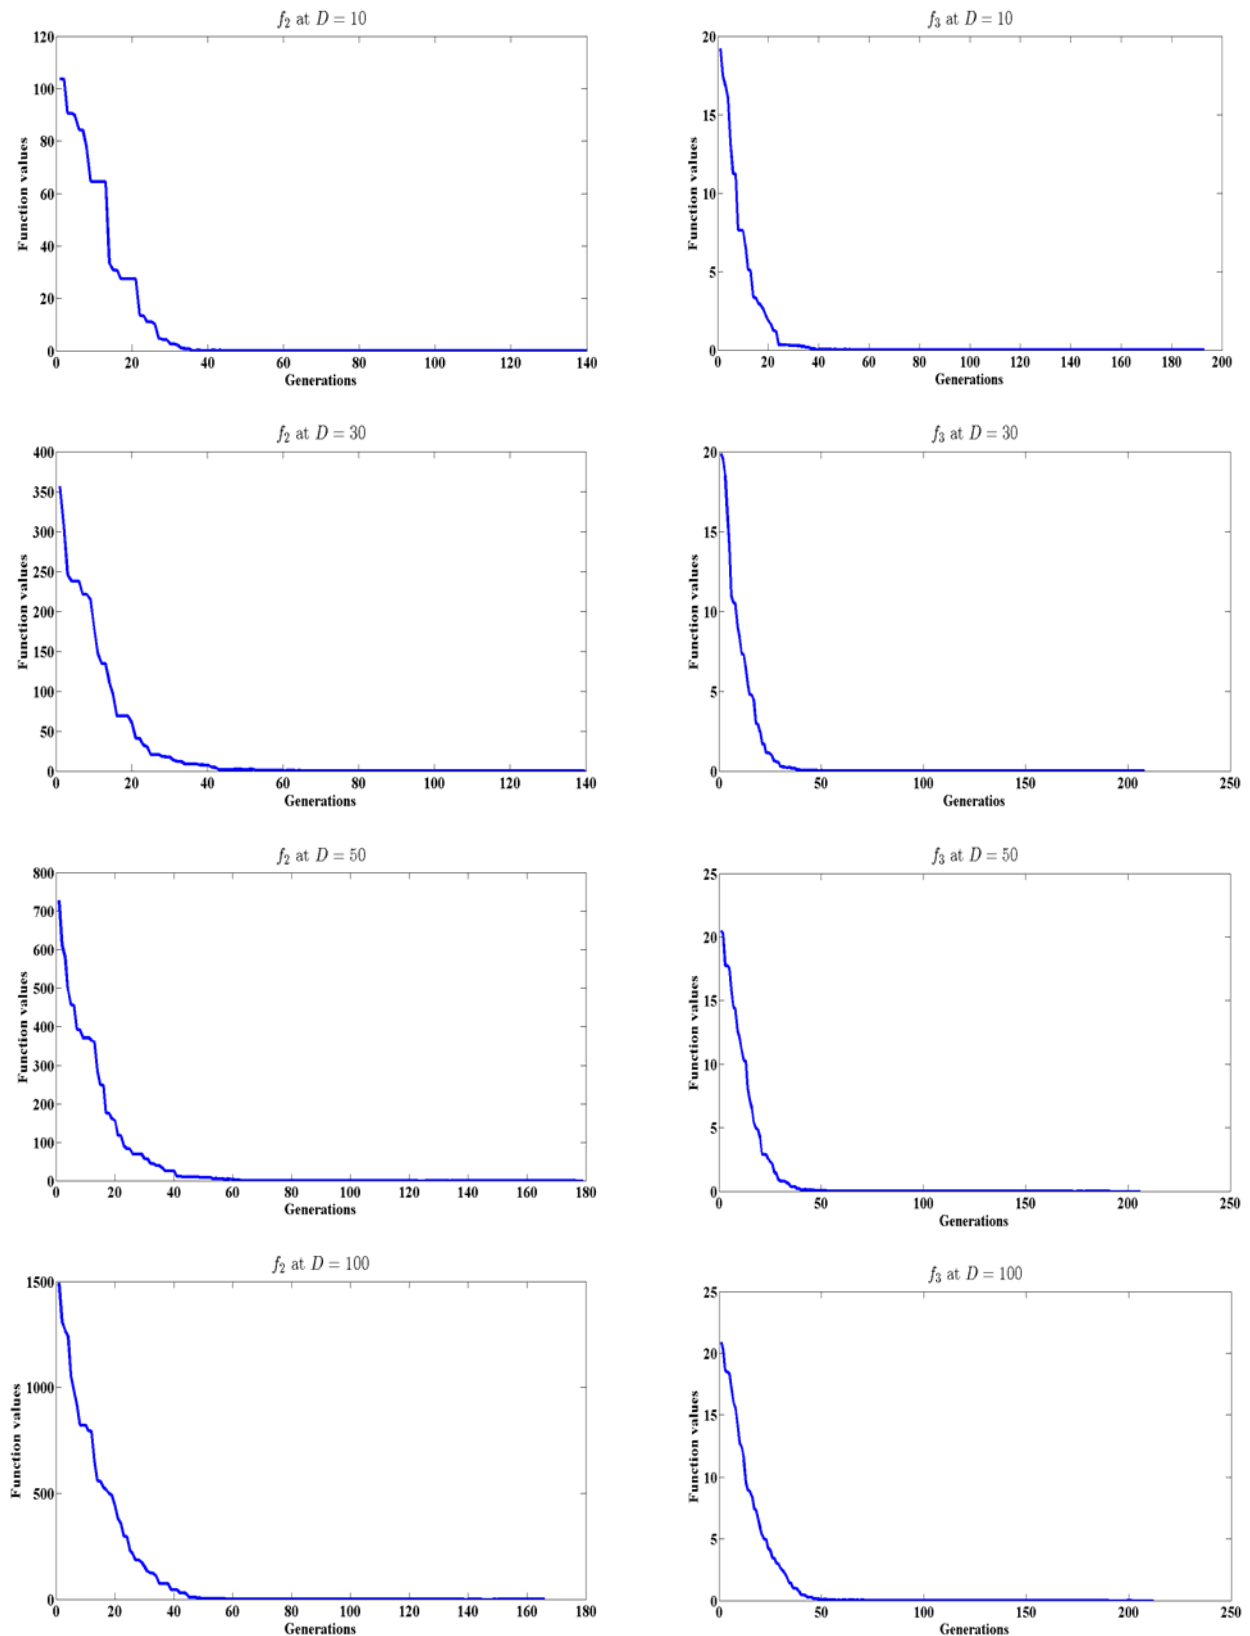 f₂ at D = 10
120
100
80
60
40
20
0
Function values
0 20 40 60 80 100 120 140
Generations
f₃ at D = 10
20
15
10
5
0
Function values
0 20 40 60 80 100 120 140 160 180 200
Generations
f₂ at D = 30
400
350
300
250
200
150
100
50
0
Function values
0 20 40 60 80 100 120 140
Generations
f₃ at D = 30
20
15
10
5
0
Function values
0 50 100 150 200 250
Generatios
f₂ at D = 50
800
700
600
500
400
300
200
100
0
Function values
0 20 40 60 80 100 120 140 160 180
Generations
f₃ at D = 50
25
20
15
10
5
0
Function values
0 50 100 150 200 250
Generations
f₂ at D = 100
1500
1000
500
0
Function values
0 20 40 60 80 100 120 140 160 180
Generations
f₃ at D = 100
25
20
15
10
5
0
Function values
0 50 100 150 200 250
Generations